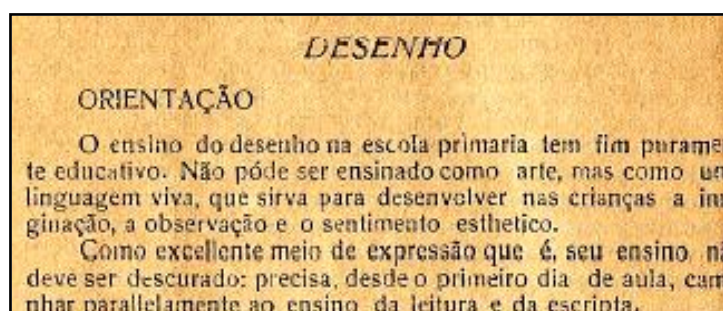 DESENHO
ORIENTAÇÃO
O ensino do desenho na escola primaria tem fim purame
te educativo. Não póde ser ensinado como arte, mas como un
linguagem viva, que sirva para desenvolver nas crianças a im
ginação, a observação e o sentimento esthetico.
Como excellente meio de expressão que é, seu ensino na
deve ser descurado: precisa, desde o primeiro dia de aula, cam
nhar parallelamente ao ensino da leitura e da escripta.